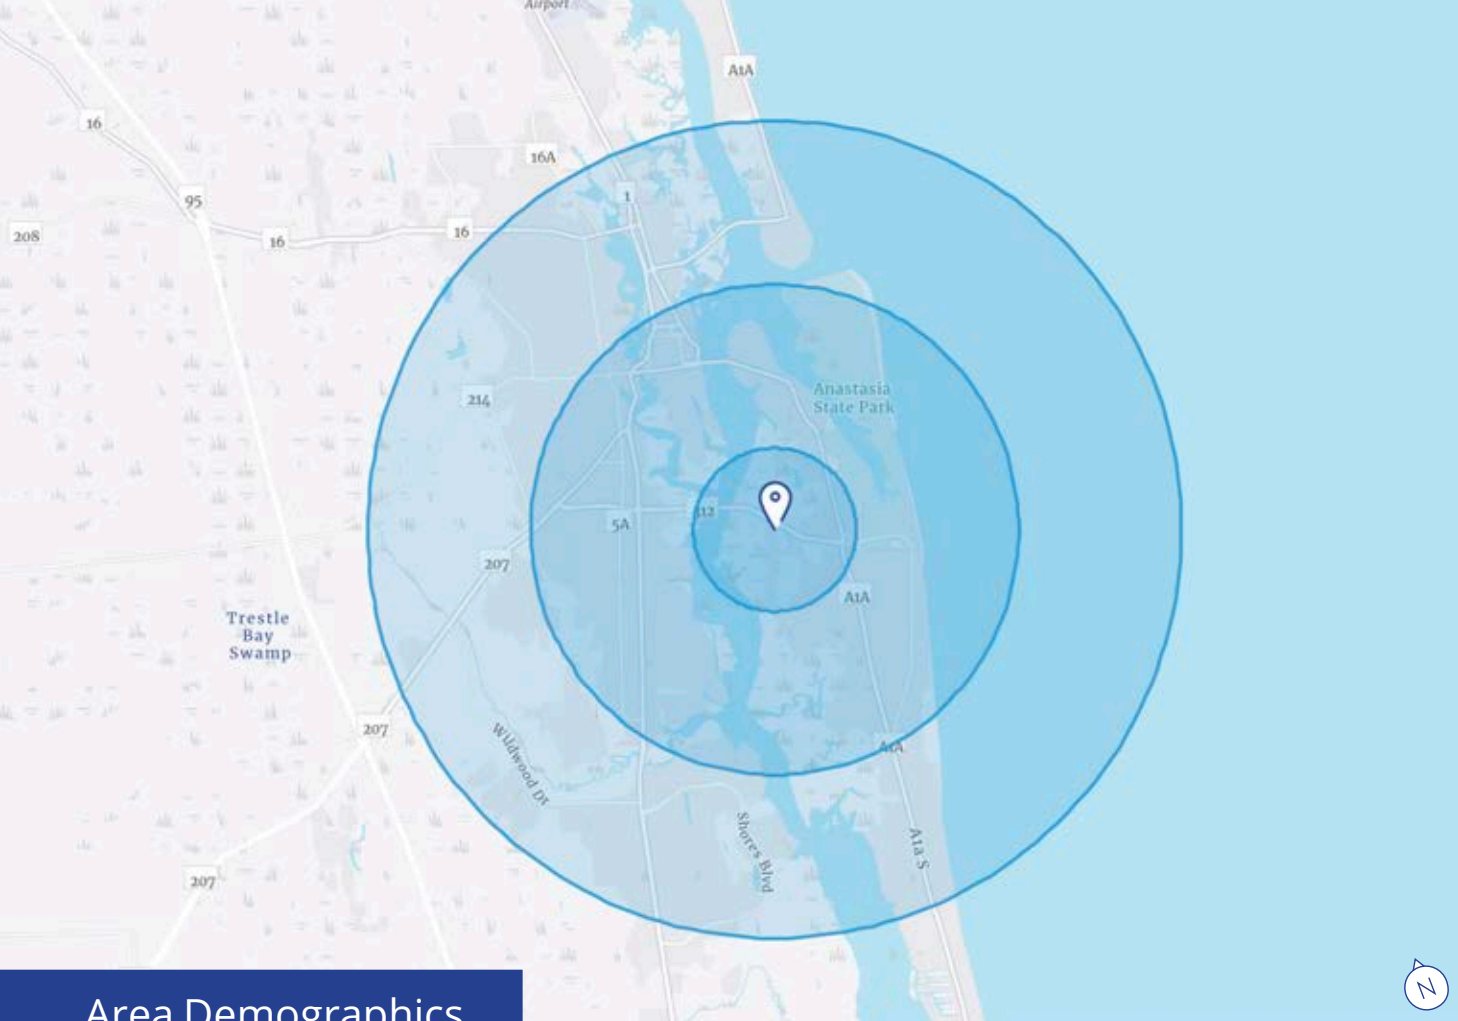 Airport
A1A
16
16A
95
1
208
16
16
Anastasia
State Park
214
312
5A
207
A1A
Trestle
Bay
Swamp
207
A1A
Wildwood Dr
Shores Blvd
A1a S
207
Area Demographics
N